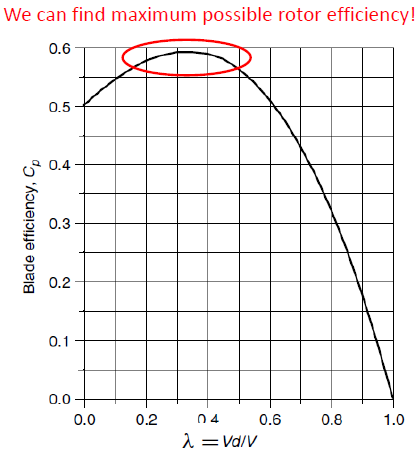 We can find maximum possible rotor efficiency!
0.6
0.5
0.4
0.3
0.2
0.1
0.0
Blade efficiency, Cp
0.0 0.2 0 4 0.6 0.8 1.0
λ = Vd/V